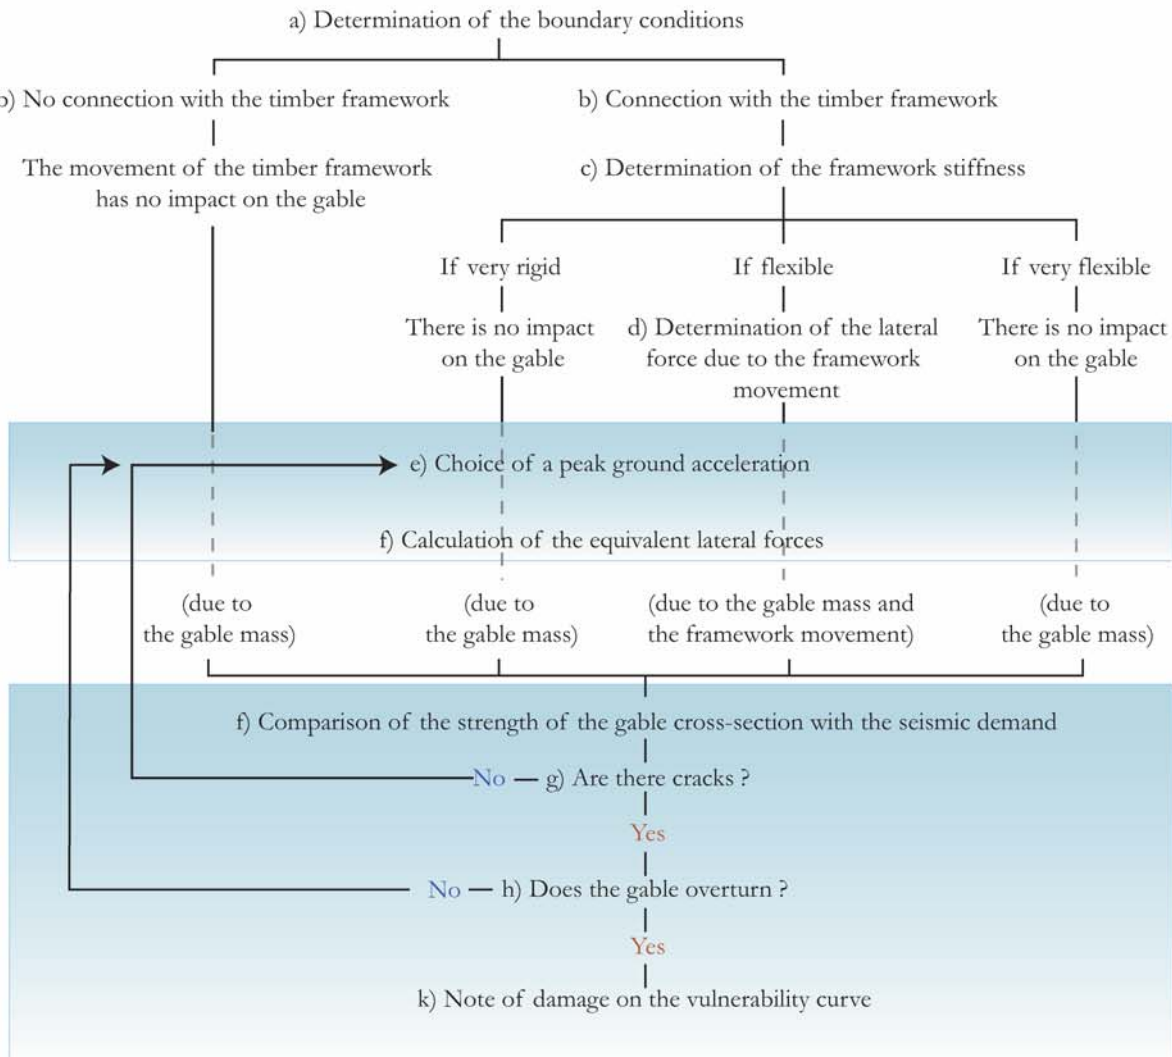 a) Determination of the boundary conditions
) No connection with the timber framework
b) Connection with the timber framework
The movement of the timber framework
has no impact on the gable
c) Determination of the framework stiffness
If very rigid
If flexible
If very flexible
There is no impact
on the gable
d) Determination of the lateral
force due to the framework
movement
There is no impact
on the gable
e) Choice of a peak ground acceleration
f) Calculation of the equivalent lateral forces
(due to
the gable mass)
(due to
the gable mass)
(due to the gable mass and
the framework movement)
(due to
the gable mass)
f) Comparison of the strength of the gable cross-section with the seismic demand
No — g) Are there cracks ?
Yes
No — h) Does the gable overturn ?
Yes
k) Note of damage on the vulnerability curve